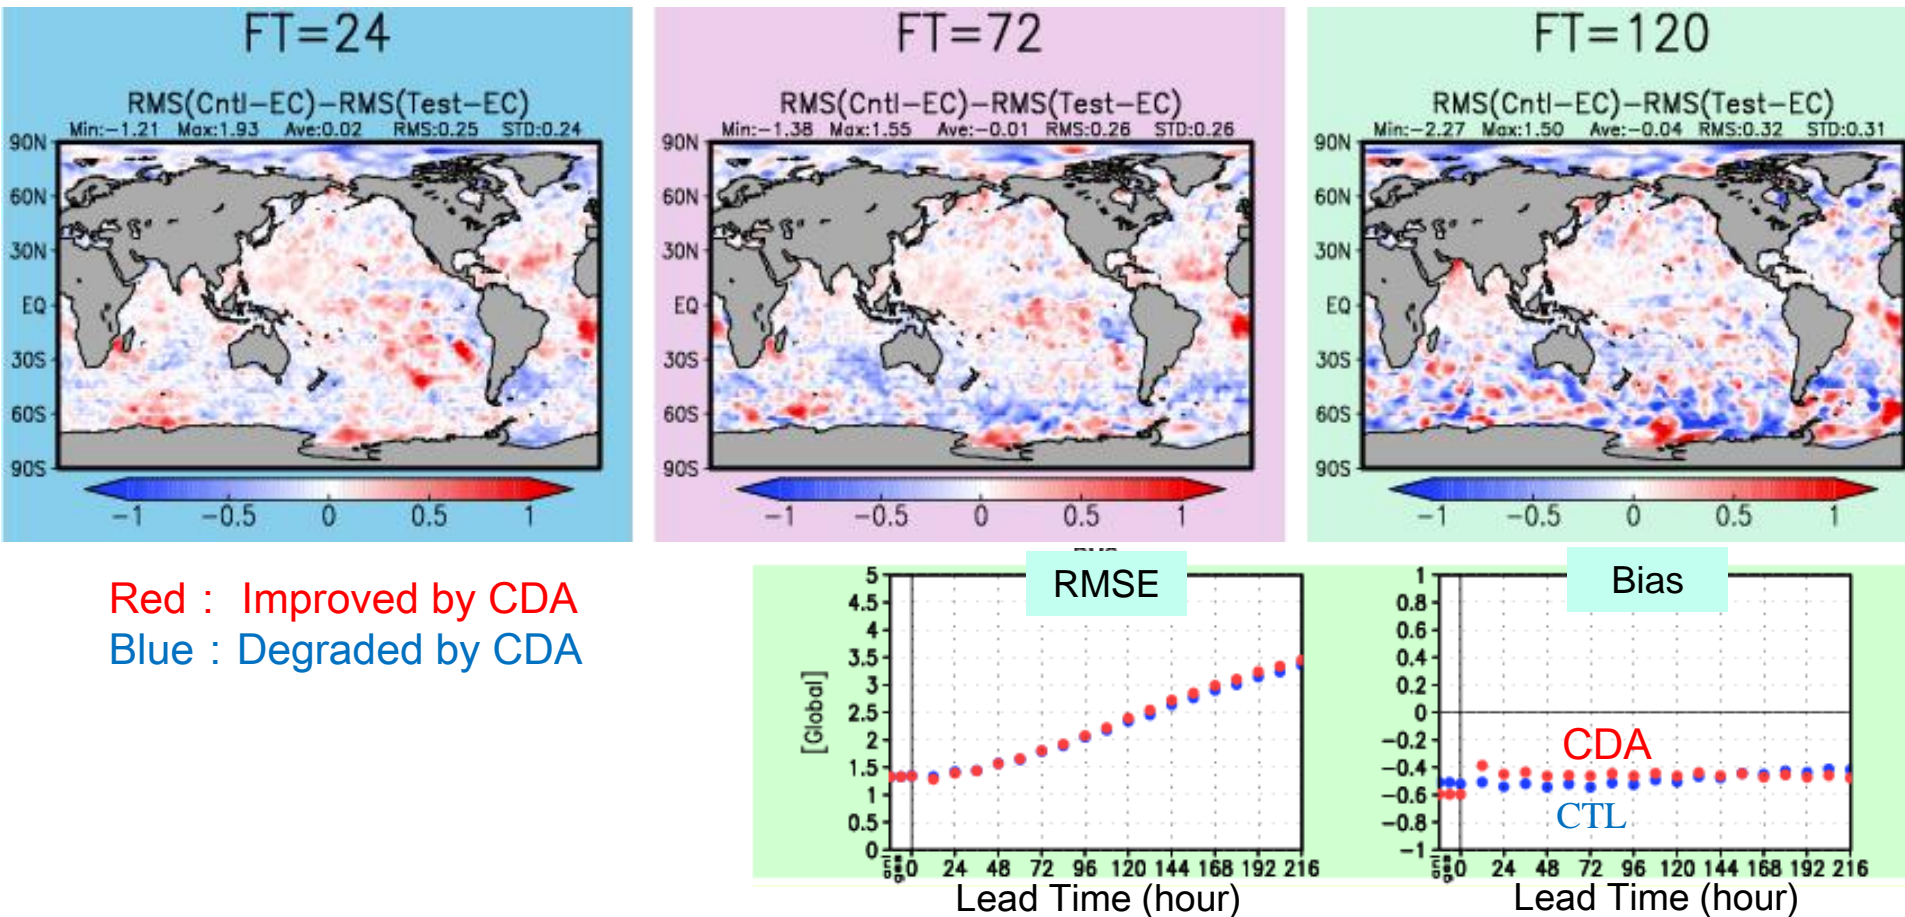 FT=24
RMS(Cntl-EC)-RMS(Test-EC)
Min:-1.21 Max:1.93 Ave:0.02 RMS:0.25 STD:0.24
90N
60N
30N
EQ
30S
60S
90S
-1 -0.5 0 0.5 1
FT=72
RMS(Cntl-EC)-RMS(Test-EC)
Min:-1.38 Max:1.55 Ave:-0.01 RMS:0.26 STD:0.26
90N
60N
30N
EQ
30S
60S
90S
-1 -0.5 0 0.5 1
FT=120
RMS(Cntl-EC)-RMS(Test-EC)
Min:-2.27 Max:1.50 Ave:-0.04 RMS:0.32 STD:0.31
90N
60N
30N
EQ
30S
60S
90S
-1 -0.5 0 0.5 1
Red : Improved by CDA
Blue : Degraded by CDA
RMSE
[Global]
5
4.5
4
3.5
3
2.5
2
1.5
1
0.5
0
0 24 48 72 96 120 144 168 192 216
Lead Time (hour)
Bias
1
0.8
0.6
0.4
0.2
0
-0.2
-0.4
-0.6
-0.8
-1
CDA
CTL
0 24 48 72 96 120 144 168 192 216
Lead Time (hour)